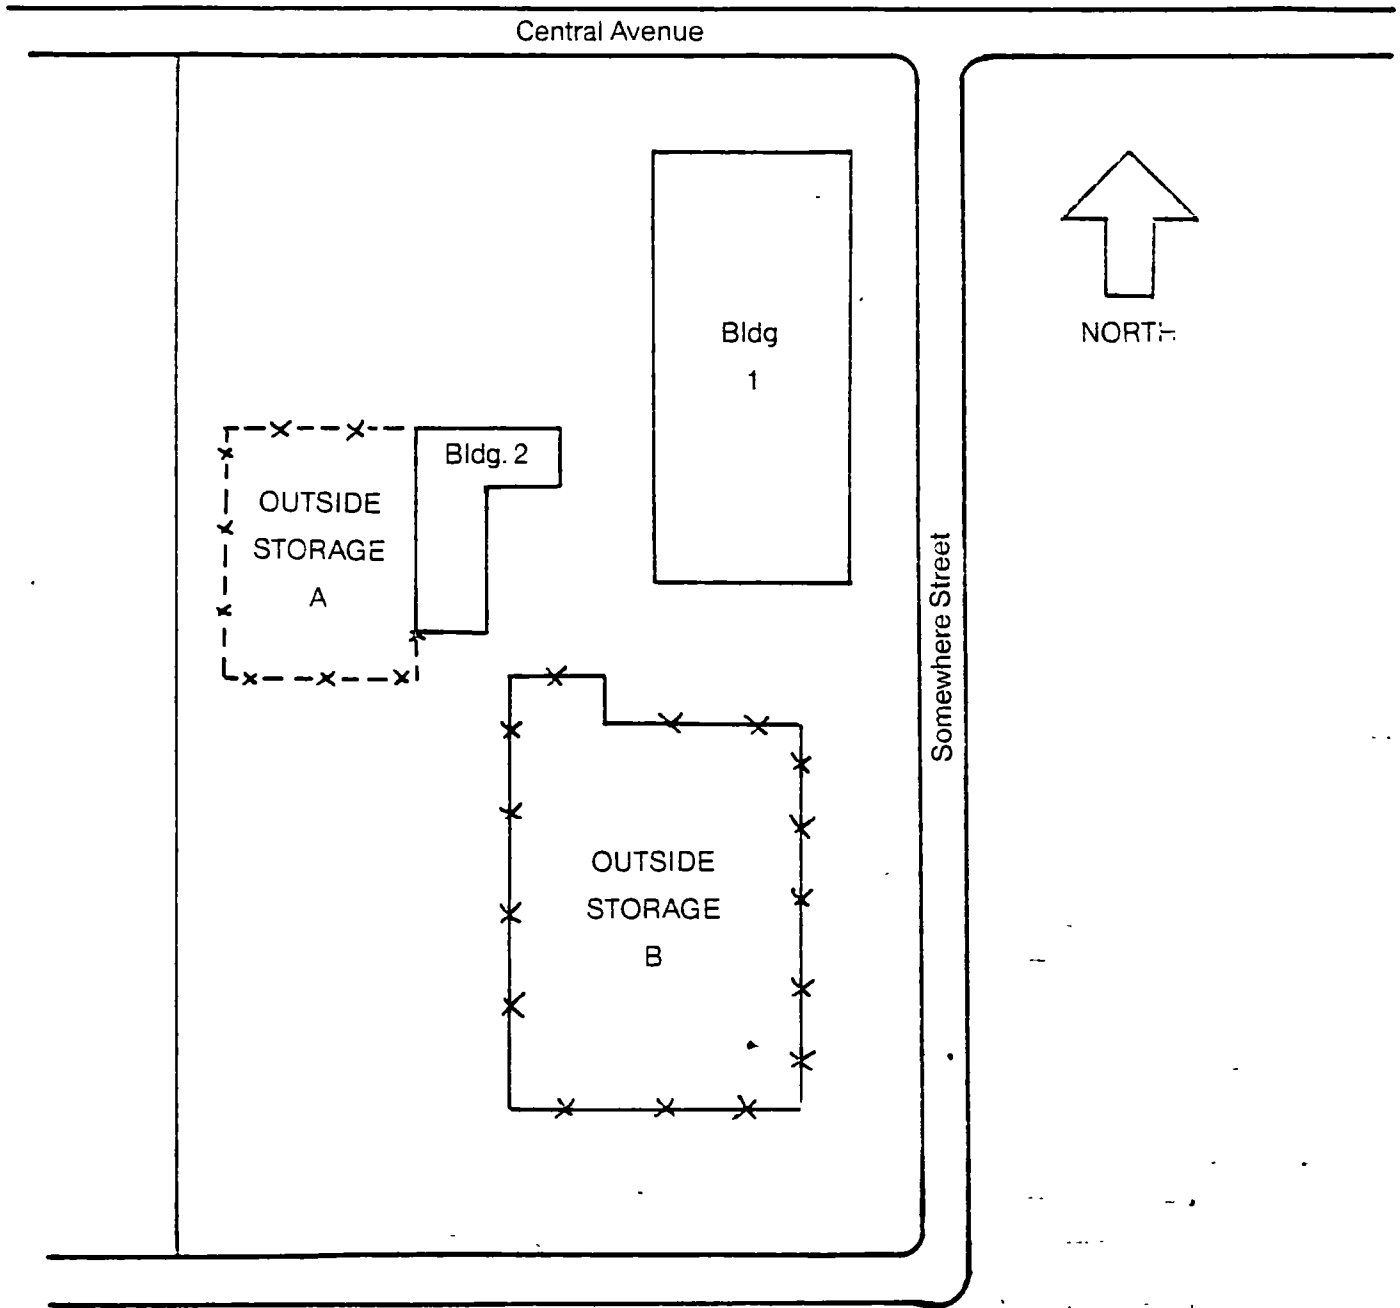 Central Avenue
Bldg
1
NORTH
Bldg. 2
OUTSIDE
STORAGE
A
Somewhere Street
OUTSIDE
STORAGE
B